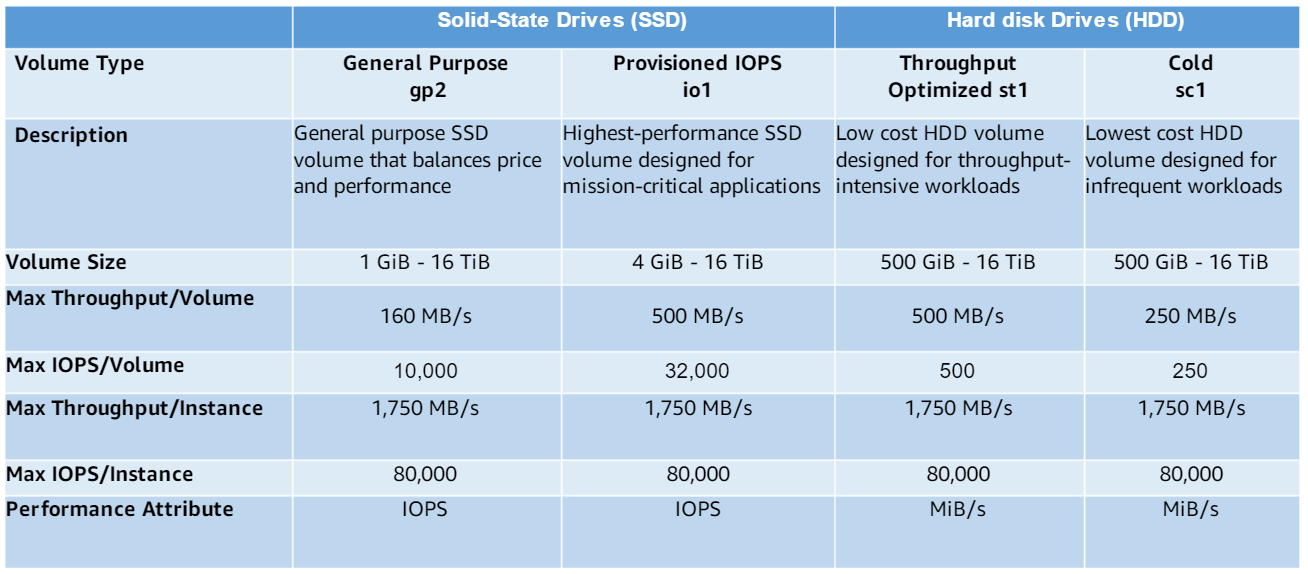 Solid-State Drives (SSD) Hard disk Drives (HDD)
Volume Type General Purpose Provisioned IOPS Throughput Cold
gp2 io1 Optimized st1 sc1
Description General purpose SSD Highest-performance SSD Low cost HDD volume Lowest cost HDD
volume that balances price volume designed for designed for throughput- volume designed for
and performance mission-critical applications intensive workloads infrequent workloads
Volume Size 1 GiB - 16 TiB 4 GiB - 16 TiB 500 GiB - 16 TiB 500 GiB - 16 TiB
Max Throughput/Volume 160 MB/s 500 MB/s 500 MB/s 250 MB/s
Max IOPS/Volume 10,000 32,000 500 250
Max Throughput/Instance 1,750 MB/s 1,750 MB/s 1,750 MB/s 1,750 MB/s
Max IOPS/Instance 80,000 80,000 80,000 80,000
Performance Attribute IOPS IOPS MiB/s MiB/s